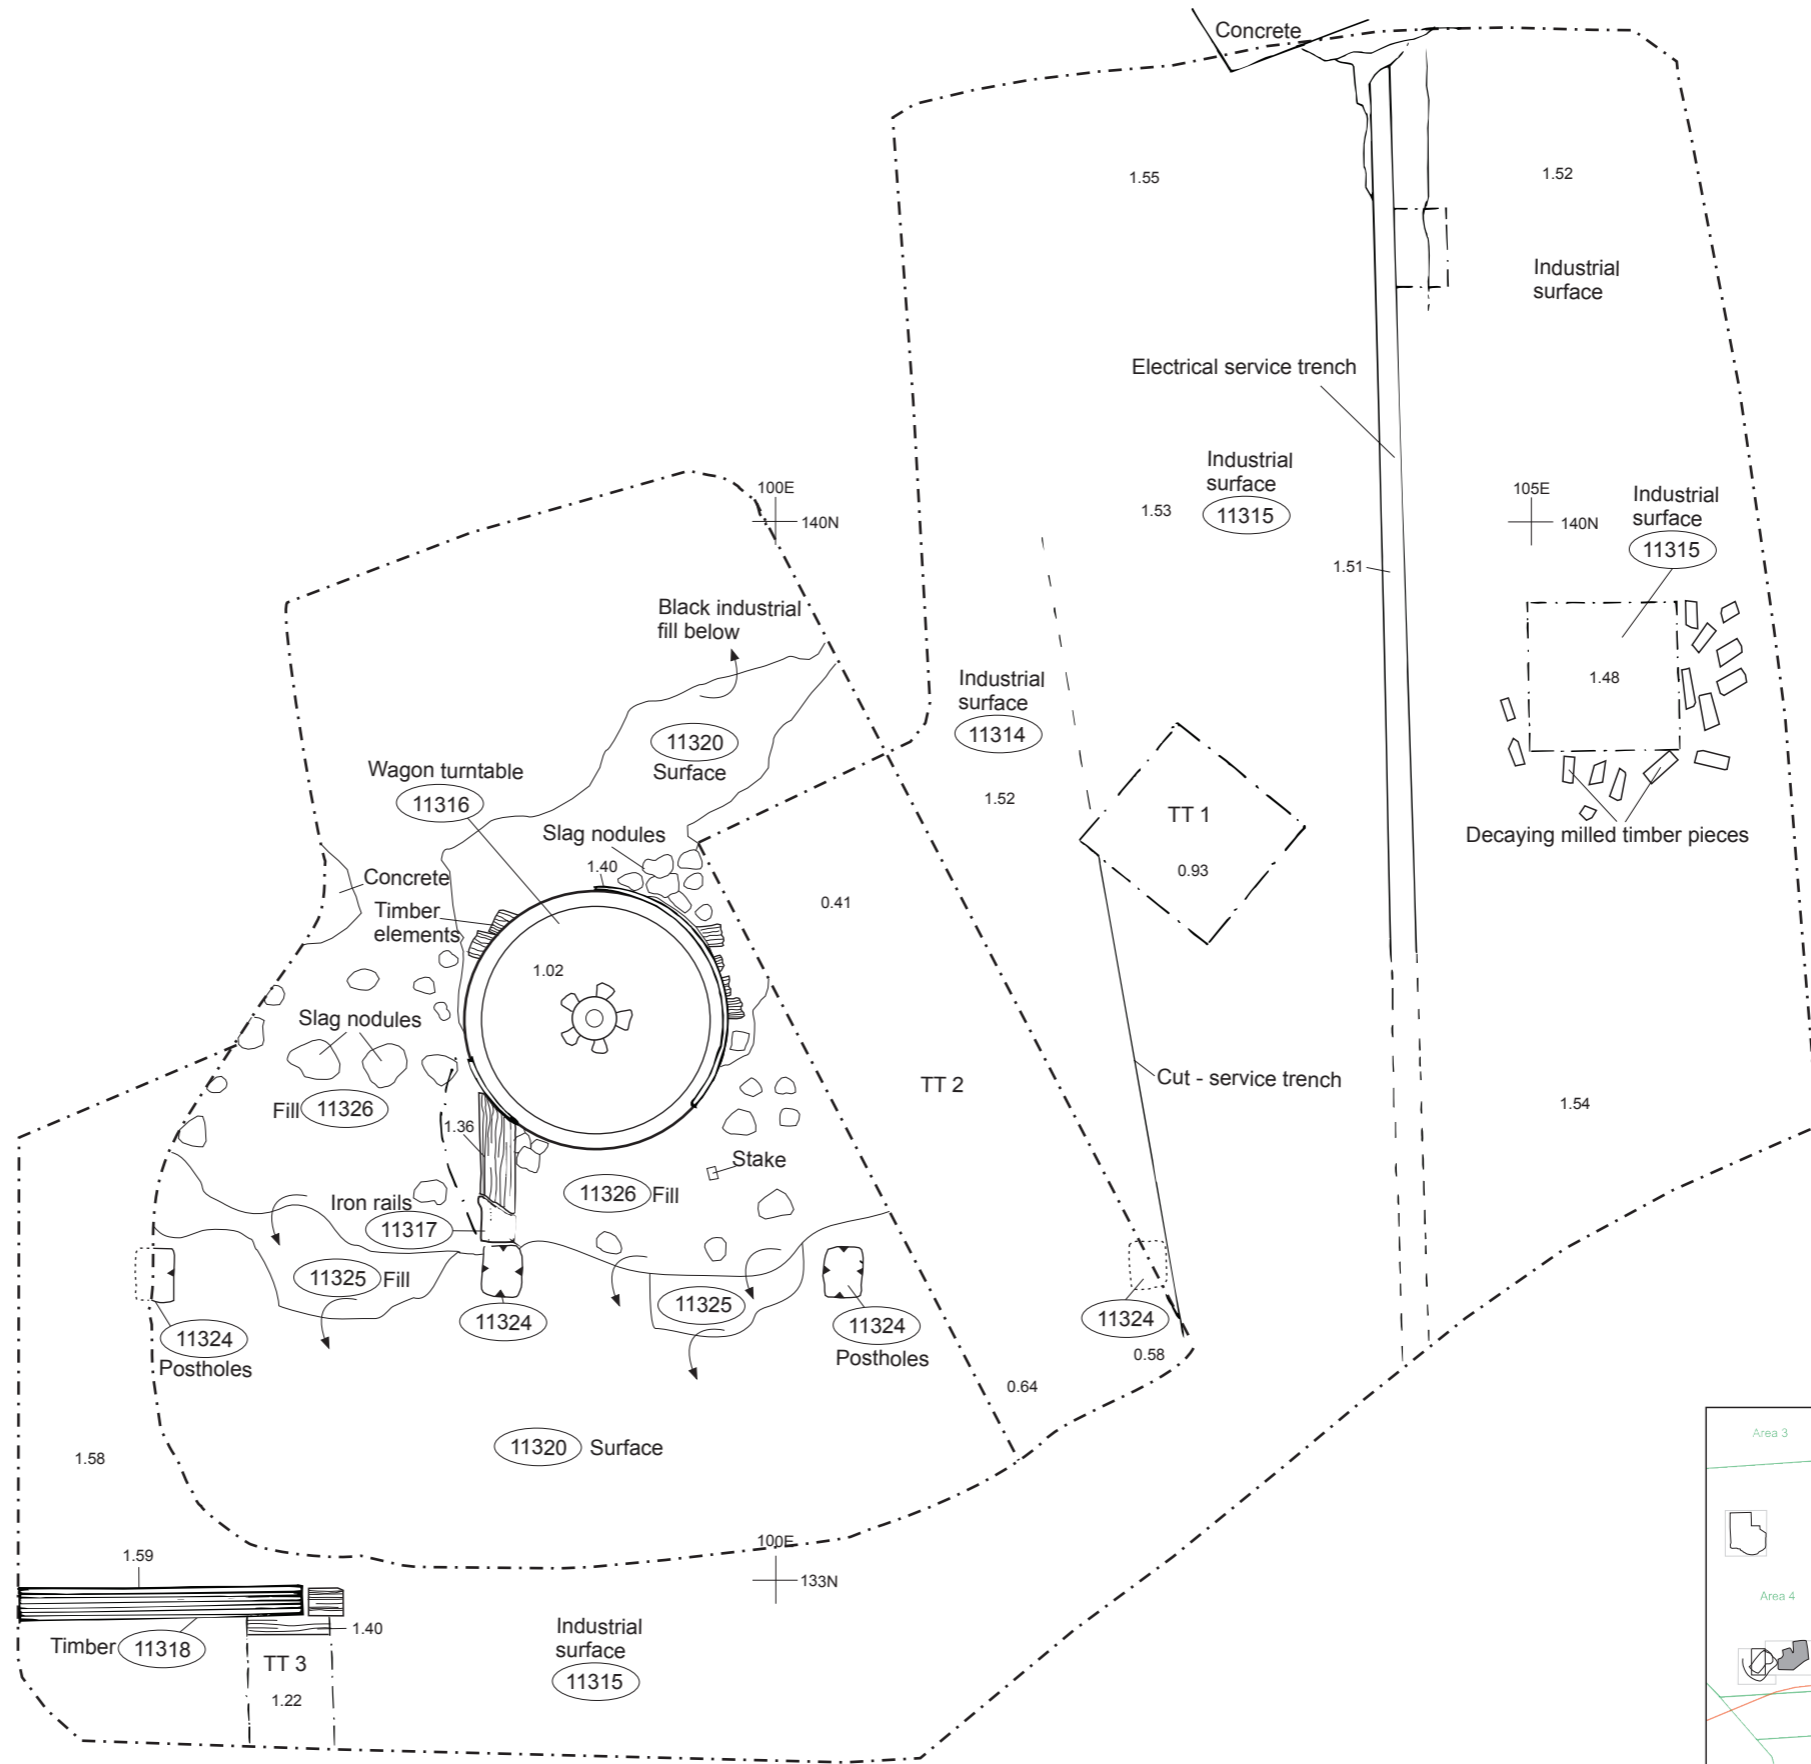 Concrete
1.55
1.52
Industrial
surface
Electrical service trench
Industrial
surface
11315
1.53
100E
140N
105E
140N
Industrial
surface
11315
1.51
Black industrial
fill below
1.48
Industrial
surface
11314
11320
Surface
Wagon turntable
11316
1.52
TT 1
0.93
Decaying milled timber pieces
Slag nodules
1.40
Concrete
0.41
Timber
elements
1.02
Slag nodules
TT 2
Cut - service trench
Fill 11326
1.36
1.54
Stake
11326 Fill
Iron rails
11317
11325 Fill
11325
11324
11324
Postholes
11324
Postholes
11324
0.58
0.64
11320 Surface
1.58
Area 3
100E
133N
1.59
Area 4
1.40
Timber 11318
Industrial
surface
11315
TT 3
1.22